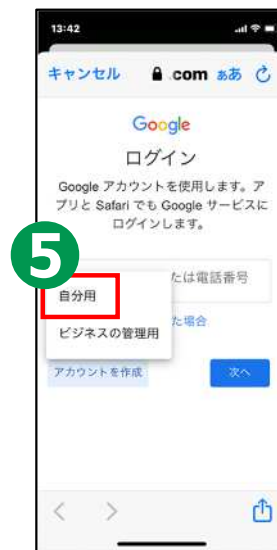 13:42
キャンセル .com ああ
Google
ログイン
Google アカウントを使用します。ア
プリと Safari でも Google サービスに
ログインします。
5
たは電話番号
自分用
た場合
ビジネスの管理用
アカウントを作成 次へ